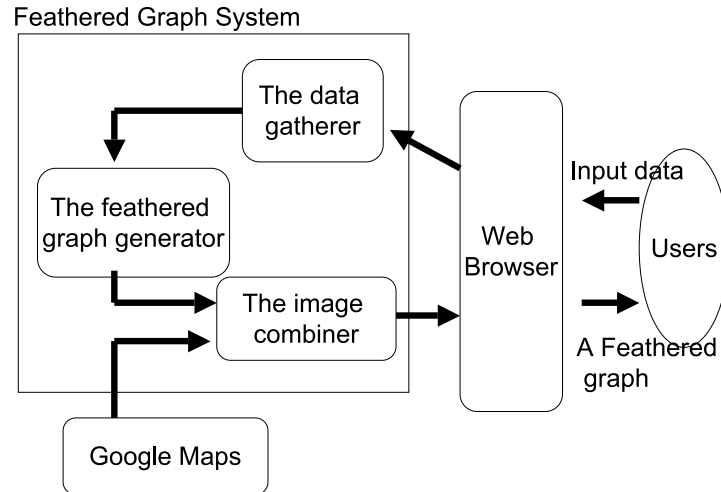 Feathered Graph System
The data
gatherer
The feathered
graph generator
The image
combiner
Google Maps
Web
Browser
Input data
Users
A Feathered
graph